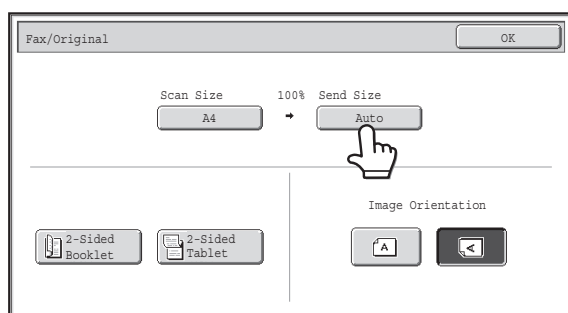 Fax/Original
OK
Scan Size 100% Send Size
A4 → Auto
Image Orientation
2-Sided
Booklet
2-Sided
Tablet
A
A